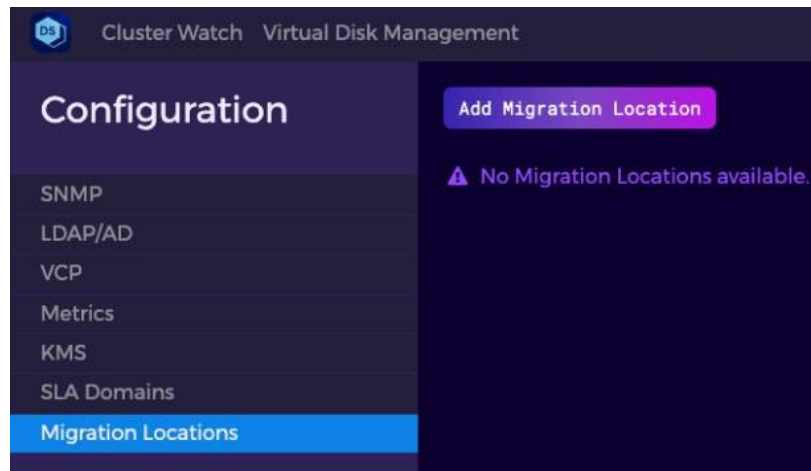 DS
Cluster Watch Virtual Disk Management
Configuration
SNMP
LDAP/AD
VCP
Metrics
KMS
SLA Domains
Migration Locations
Add Migration Location
No Migration Locations available.